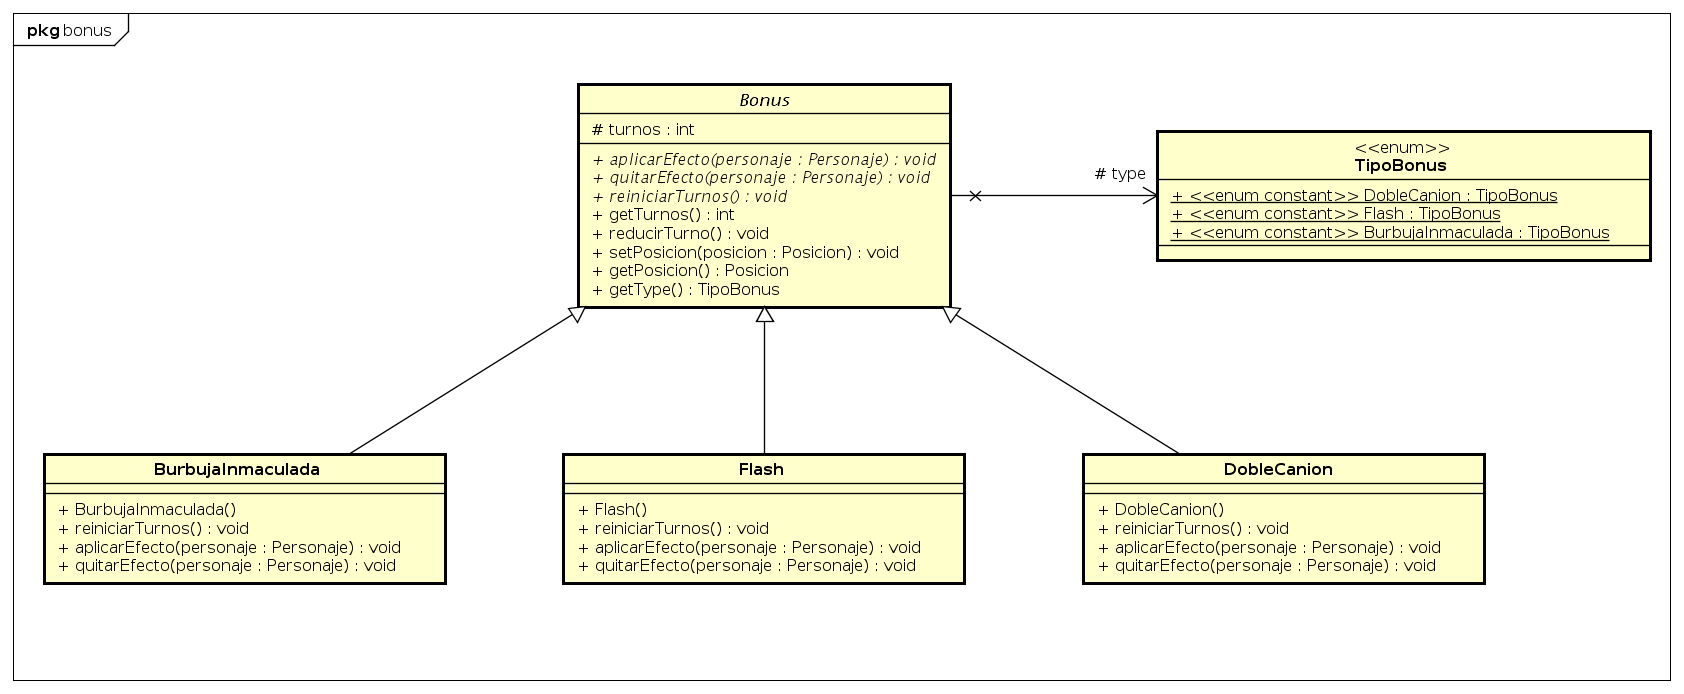 pkg bonus
Bonus
# turnos : int
+ aplicarEfecto(personaje : Personaje) : void
+ quitarEfecto(personaje : Personaje) : void
+ reiniciarTurnos() : void
+ getTurnos() : int
+ reducirTurno() : void
+ setPosicion(posicion : Posicion) : void
+ getPosicion() : Posicion
+ getType() : TipoBonus
# type
<<enum>>
TipoBonus
+ <<enum constant>> DobleCanion : TipoBonus
+ <<enum constant>> Flash : TipoBonus
+ <<enum constant>> BurbujaInmaculada : TipoBonus
BurbujaInmaculada
+ BurbujaInmaculada()
+ reiniciarTurnos() : void
+ aplicarEfecto(personaje : Personaje) : void
+ quitarEfecto(personaje : Personaje) : void
Flash
+ Flash()
+ reiniciarTurnos() : void
+ aplicarEfecto(personaje : Personaje) : void
+ quitarEfecto(personaje : Personaje) : void
DobleCanion
+ DobleCanion()
+ reiniciarTurnos() : void
+ aplicarEfecto(personaje : Personaje) : void
+ quitarEfecto(personaje : Personaje) : void